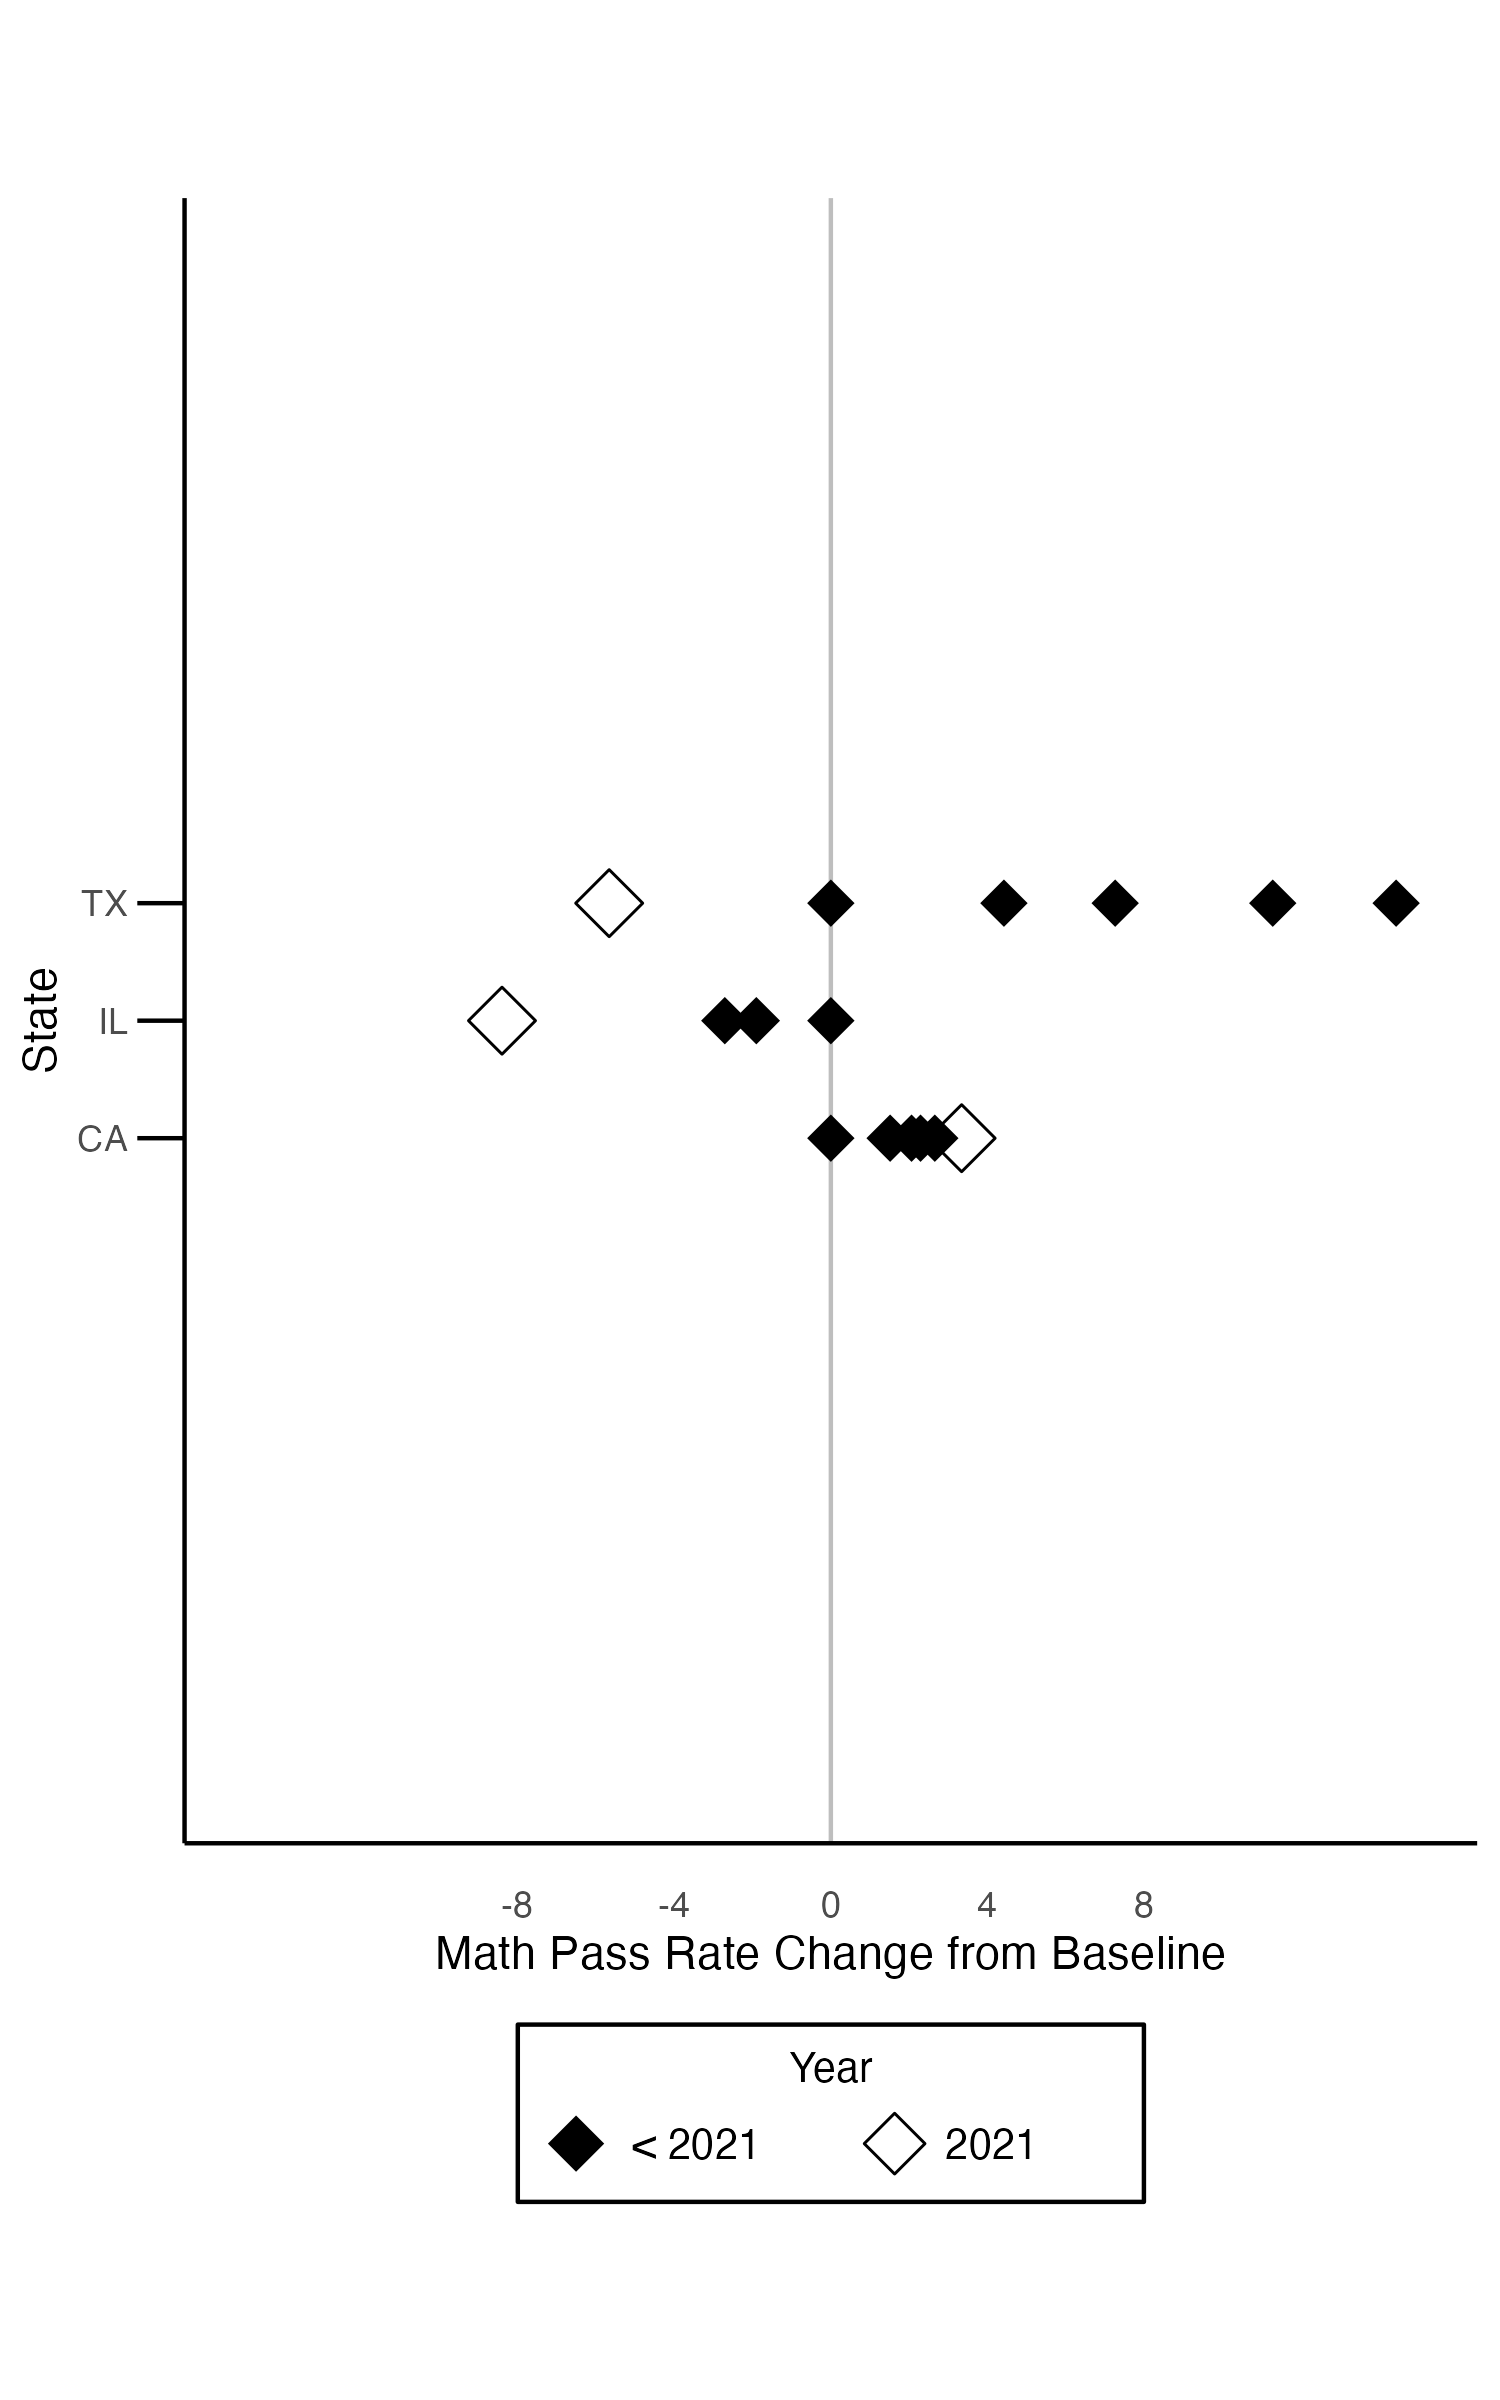 TX
IL
CA
State
-8 -4 0 4 8
Math Pass Rate Change from Baseline
Year
< 2021 2021